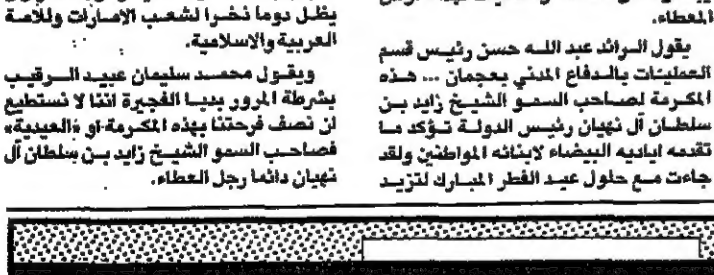 العطاء.
يقول الرائد عبد الله حسن رئيس قسم
العمليات بالدفاع المدني بعجمان ... هذه
المكرمة لصاحب السمو الشيخ زايد بن
سلطان آل نهيان رئيس الدولة تؤكد ما
تقدمه اياديه البيضاء لابنائه المواطنين ولقد
جاءت مع حلول عيد الفطر المبارك لتزيد
يظل دوما نخرا لشعب الامارات وللامة
العربية والاسلامية.
ويقول محمد سليمان عبيد الرقيب
بشرطة المرور بدبا الفجيرة اننا لا نستطيع
ان نصف فرحتنا بهذه المكرمة او «العيدية»
فصاحب السمو الشيخ زايد بن سلطان آل
نهيان دائما رجل العطاء.